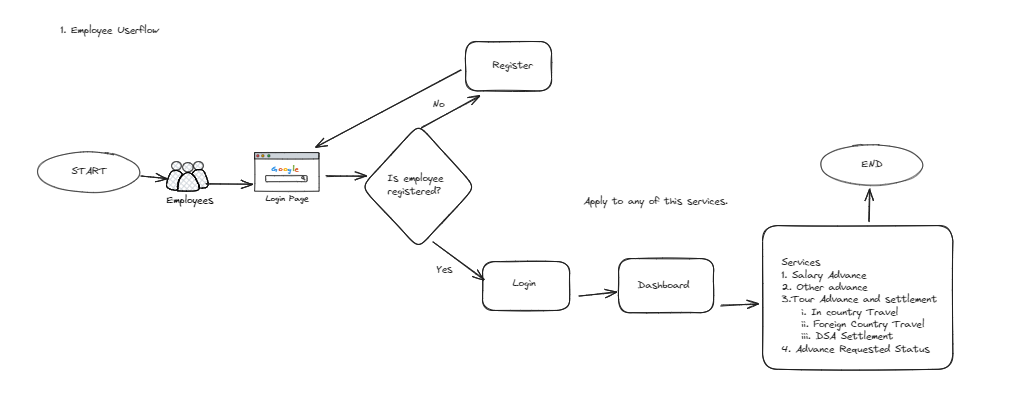 1. Employee Userflow
Register
No
START
Employees
Google
Login Page
Is employee
registered?
Yes
Login
Dashboard
Apply to any of this services.
END
Services
1. Salary Advance
2. Other advance
3.Tour Advance and settlement
i. In country Travel
ii. Foreign Country Travel
iii. DSA Settlement
4. Advance Requested Status